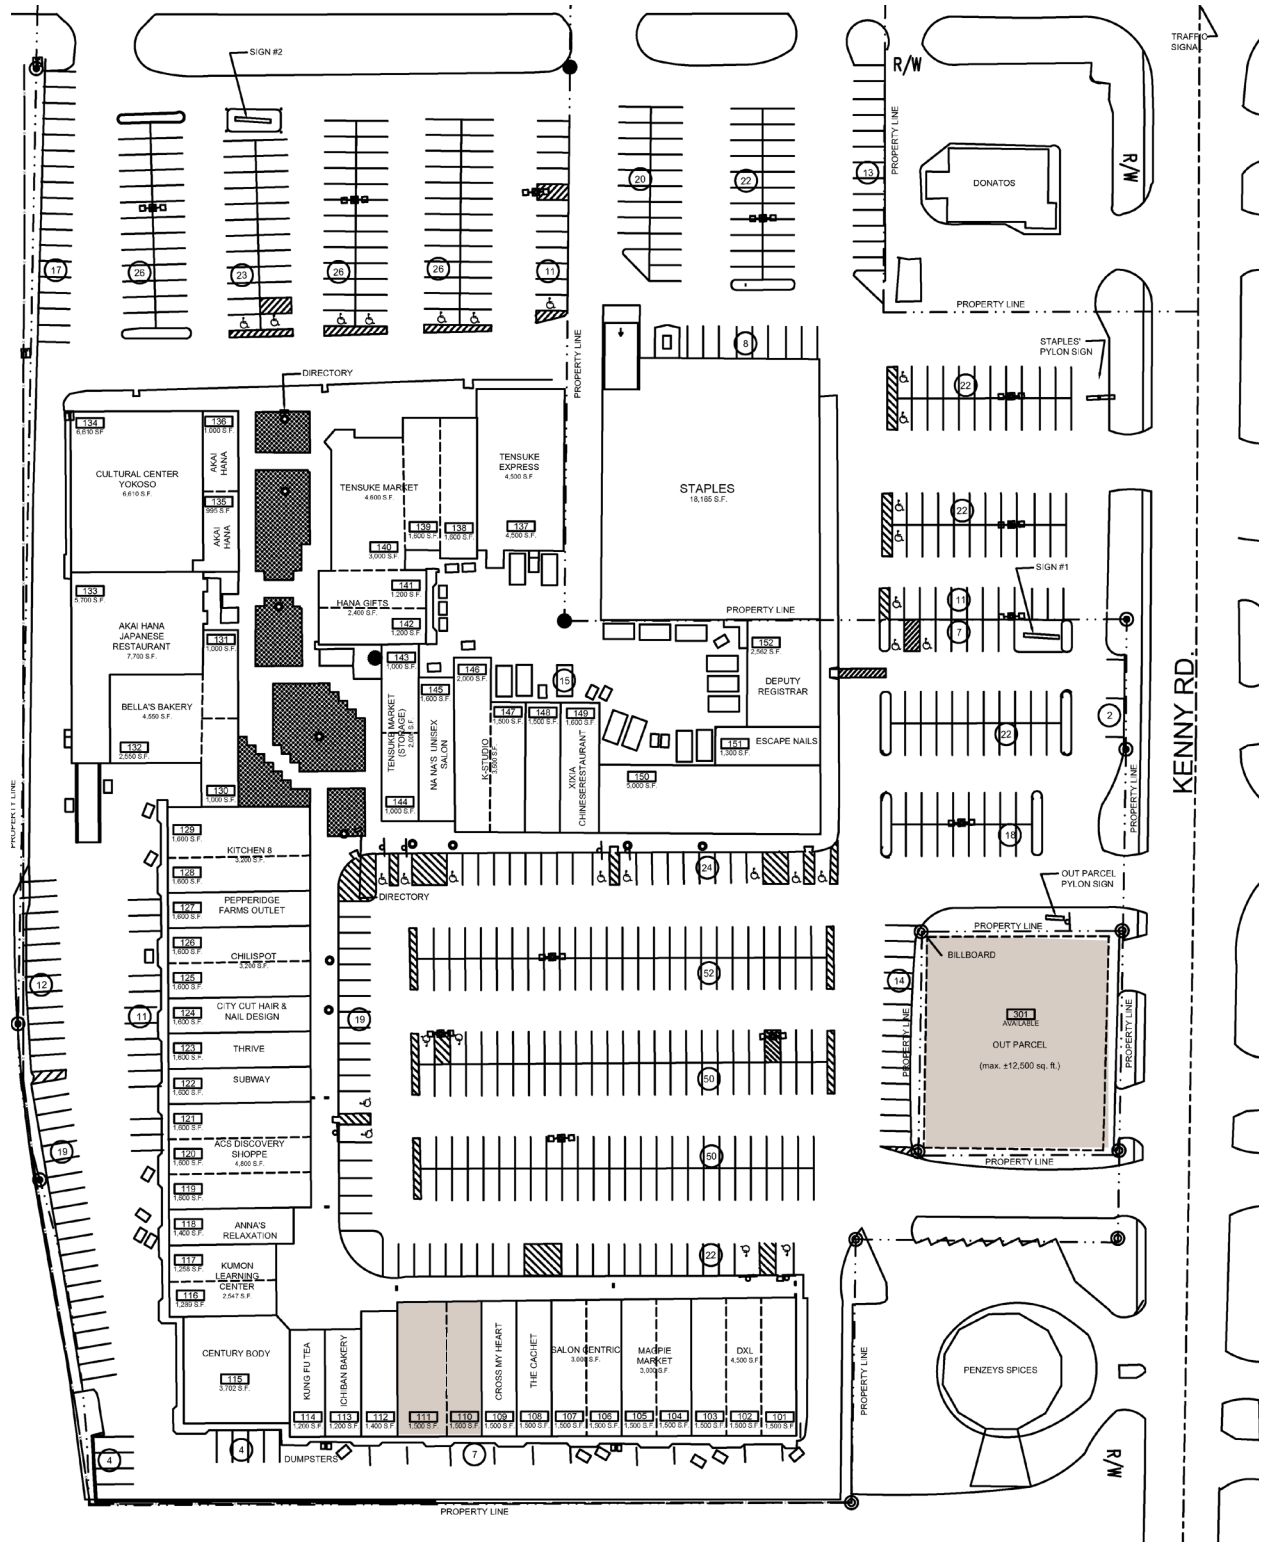 SIGN #2
TRAFFIC
SIGNAL
R/W
PROPERTY LINE
R/W
DONATOS
13
20
22
17
26
23
26
26
11
PROPERTY LINE
PROPERTY LINE
STAPLES'
PYLON SIGN
8
22
DIRECTORY
134
6,610 S.F.
CULTURAL CENTER
YOKOSO
6,610 S.F.
136
1,000 S.F.
AKAI
HANA
135
995 S.F.
AKAI
HANA
TENSUKE MARKET
4,600 S.F.
140
3,000 S.F.
139
1,600 S.F.
138
1,600 S.F.
TENSUKE
EXPRESS
4,500 S.F.
137
4,500 S.F.
STAPLES
18,185 S.F.
22
SIGN #1
11
7
PROPERTY LINE
133
5,700 S.F.
AKAI HANA
JAPANESE
RESTAURANT
7,700 S.F.
131
1,000 S.F.
141
1,200 S.F.
HANA GIFTS
2,400 S.F.
142
1,200 S.F.
143
1,000 S.F.
TENSUKE MARKET
(STORAGE)
144
1,000 S.F.
145
1,600 S.F.
NA NA'S UNISEX
SALON
146
2,000 S.F.
15
147
1,500 S.F.
K-STUDIO
3,500 S.F.
148
1,500 S.F.
149
1,600 S.F.
XIXIA
CHINESERESTAURANT
152
2,562 S.F.
DEPUTY
REGISTRAR
151
1,300 S.F.
ESCAPE NAILS
150
5,000 S.F.
BELLA'S BAKERY
4,550 S.F.
132
2,550 S.F.
130
1,000 S.F.
2
22
18
KENNY RD.
PROPERTY LINE
PROPERTY LINE
129
1,600 S.F.
KITCHEN 8
3,200 S.F.
128
1,600 S.F.
127
1,600 S.F.
PEPPERIDGE
FARMS OUTLET
126
1,600 S.F.
CHILISPOT
3,200 S.F.
125
1,600 S.F.
124
1,600 S.F.
CITY CUT HAIR &
NAIL DESIGN
123
1,600 S.F.
THRIVE
122
1,600 S.F.
SUBWAY
121
1,600 S.F.
ACS DISCOVERY
SHOPPE
4,800 S.F.
120
1,600 S.F.
119
1,600 S.F.
118
1,400 S.F.
ANNA'S
RELAXATION
117
1,258 S.F.
KUMON
LEARNING
CENTER
2,547 S.F.
116
1,289 S.F.
24
DIRECTORY
12
11
19
19
52
50
50
22
OUT PARCEL
PYLON SIGN
PROPERTY LINE
BILLBOARD
14
301
AVAILABLE
OUT PARCEL
(max. ±12,500 sq. ft.)
PROPERTY LINE
PROPERTY LINE
PROPERTY LINE
CENTURY BODY
115
3,702 S.F.
KUNG FU TEA
114
1,200 S.F.
ICHIBAN BAKERY
113
1,200 S.F.
112
1,400 S.F.
111
1,500 S.F.
110
1,500 S.F.
CROSS MY HEART
109
1,500 S.F.
THE CACHET
108
1,500 S.F.
SALON CENTRIC
3,000 S.F.
107
1,500 S.F.
106
1,500 S.F.
MAGPIE
MARKET
3,000 S.F.
105
1,500 S.F.
104
1,500 S.F.
DXL
4,500 S.F.
103
1,500 S.F.
102
1,500 S.F.
101
1,500 S.F.
PROPERTY LINE
PENZEYS SPICES
R/W
4
4
DUMPSTERS
7
PROPERTY LINE